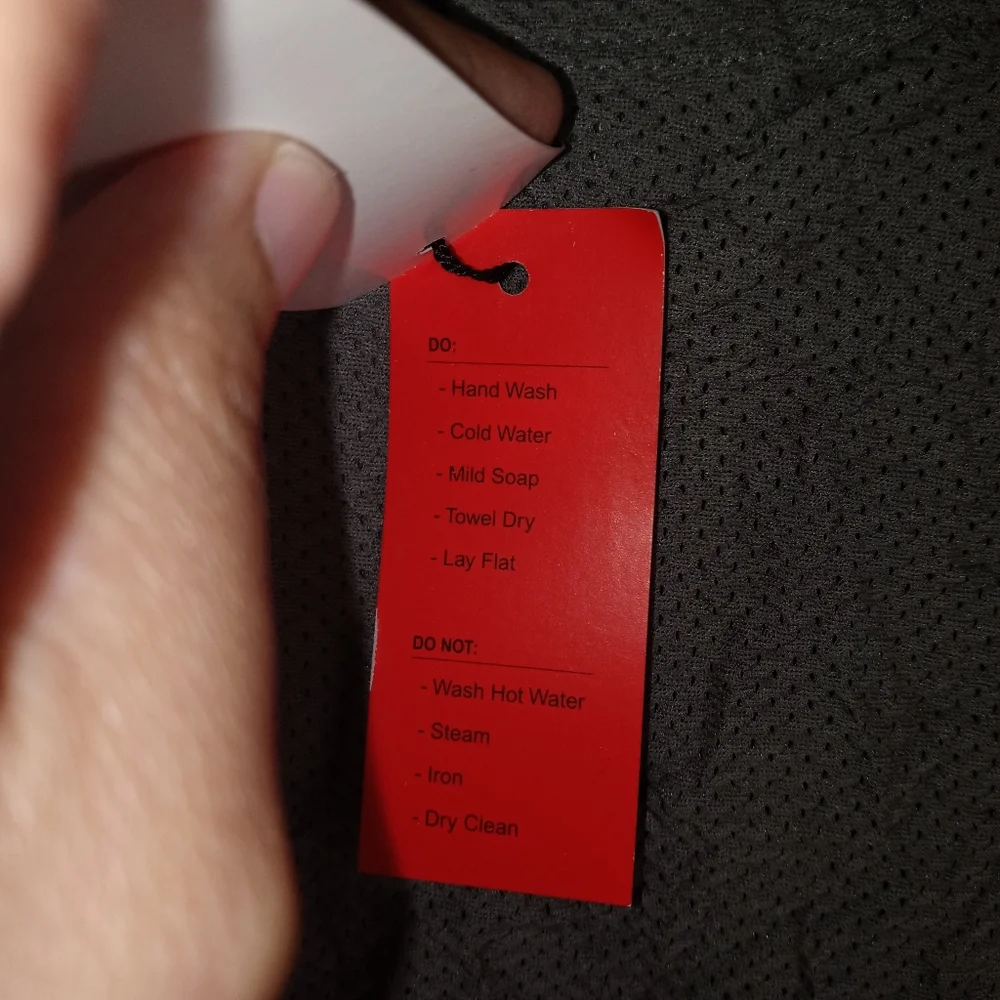 DO:
- Hand Wash
- Cold Water
- Mild Soap
- Towel Dry
- Lay Flat
DO NOT:
- Wash Hot Water
- Steam
- Iron
- Dry Clean